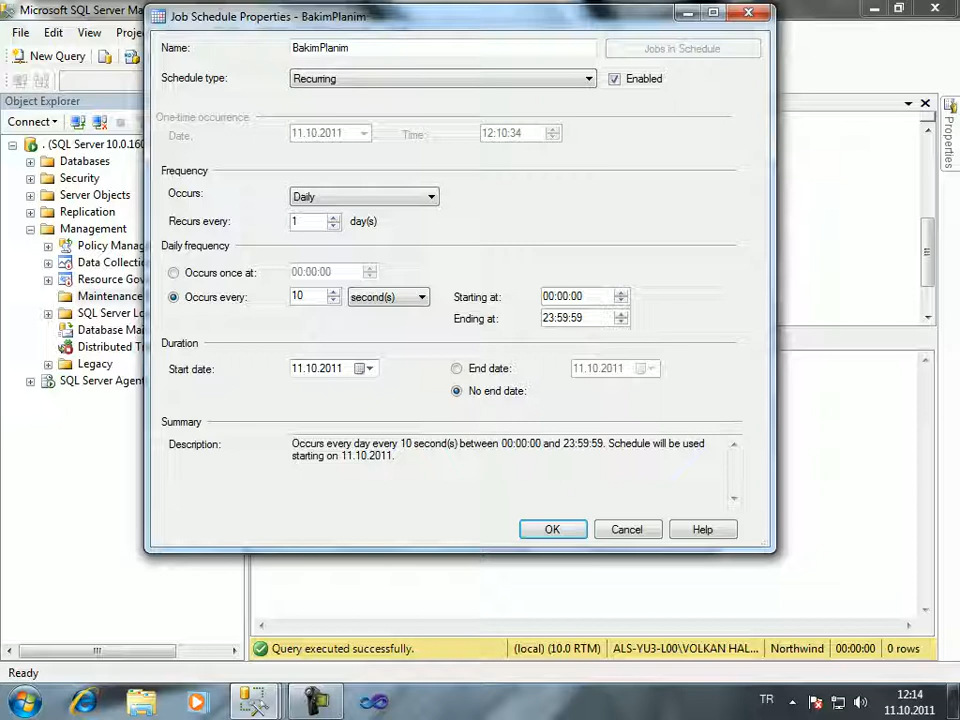 Microsoft SQL Server Ma
File Edit View Proje
New Query
Object Explorer
Connect
. (SQL Server 10.0.160
Databases
Security
Server Objects
Replication
Management
Policy Manag
Data Collecti
Resource Gov
Maintenance
SQL Server Lo
Database Mai
Distributed Tr
Legacy
SQL Server Agen
Job Schedule Properties - BakimPlanim
Name:
BakimPlanim
Jobs in Schedule
Schedule type:
Recurring
Enabled
One-time occurrence
Date:
11.10.2011
Time:
12:10:34
Frequency
Occurs:
Daily
Recurs every:
1
day(s)
Daily frequency
Occurs once at:
00:00:00
Occurs every:
10
second(s)
Starting at:
00:00:00
Ending at:
23:59:59
Duration
Start date:
11.10.2011
End date:
11.10.2011
No end date:
Summary
Description:
Occurs every day every 10 second(s) between 00:00:00 and 23:59:59. Schedule will be used
starting on 11.10.2011.
OK Cancel Help
Properties
Query executed successfully. (local) (10.0 RTM) ALS-YU3-L00\VOLKAN HAL... Northwind 00:00:00 0 rows
Ready
TR
12:14
11.10.2011